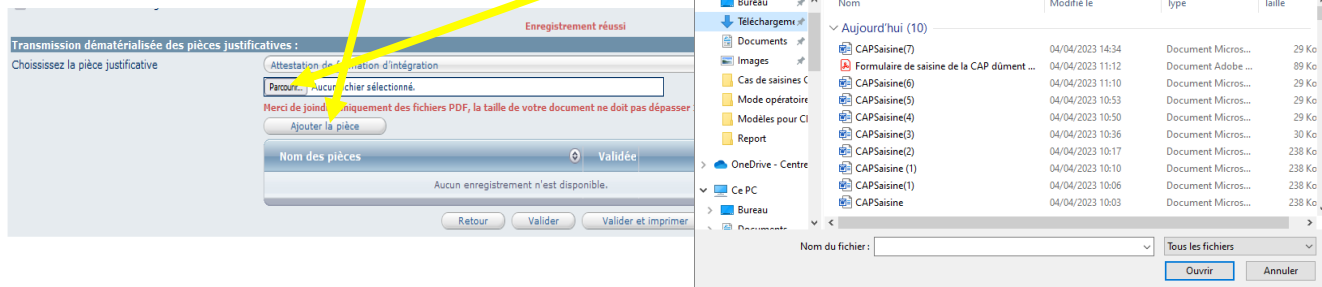 Enregistrement réussi
Transmission dématérialisée des pièces justificatives :
Choississez la pièce justificative
Attestation de formation d'intégration
Parcourir... Aucun fichier sélectionné.
Merci de joindre uniquement des fichiers PDF, la taille de votre document ne doit pas dépasser
Ajouter la pièce
Nom des pièces Validée
Aucun enregistrement n'est disponible.
Retour Valider Valider et imprimer
Bureau
Téléchargeme
Documents
Images
Cas de saisines C
Mode opératoire
Modèles pour Cl
Report
OneDrive - Centre
Ce PC
Bureau
Documents
Nom Modifié le Type Taille
Aujourd'hui (10)
CAPSaisine(7) 04/04/2023 14:34 Document Micros... 29 Ko
Formulaire de saisine de la CAP dûment ... 04/04/2023 11:12 Document Adobe ... 89 Ko
CAPSaisine(6) 04/04/2023 11:10 Document Micros... 29 Ko
CAPSaisine(5) 04/04/2023 10:53 Document Micros... 29 Ko
CAPSaisine(4) 04/04/2023 10:50 Document Micros... 29 Ko
CAPSaisine(3) 04/04/2023 10:36 Document Micros... 30 Ko
CAPSaisine(2) 04/04/2023 10:17 Document Micros... 238 Ko
CAPSaisine (1) 04/04/2023 10:10 Document Micros... 238 Ko
CAPSaisine(1) 04/04/2023 10:06 Document Micros... 238 Ko
CAPSaisine 04/04/2023 10:03 Document Micros... 238 Ko
Nom du fichier : Tous les fichiers
Ouvrir Annuler